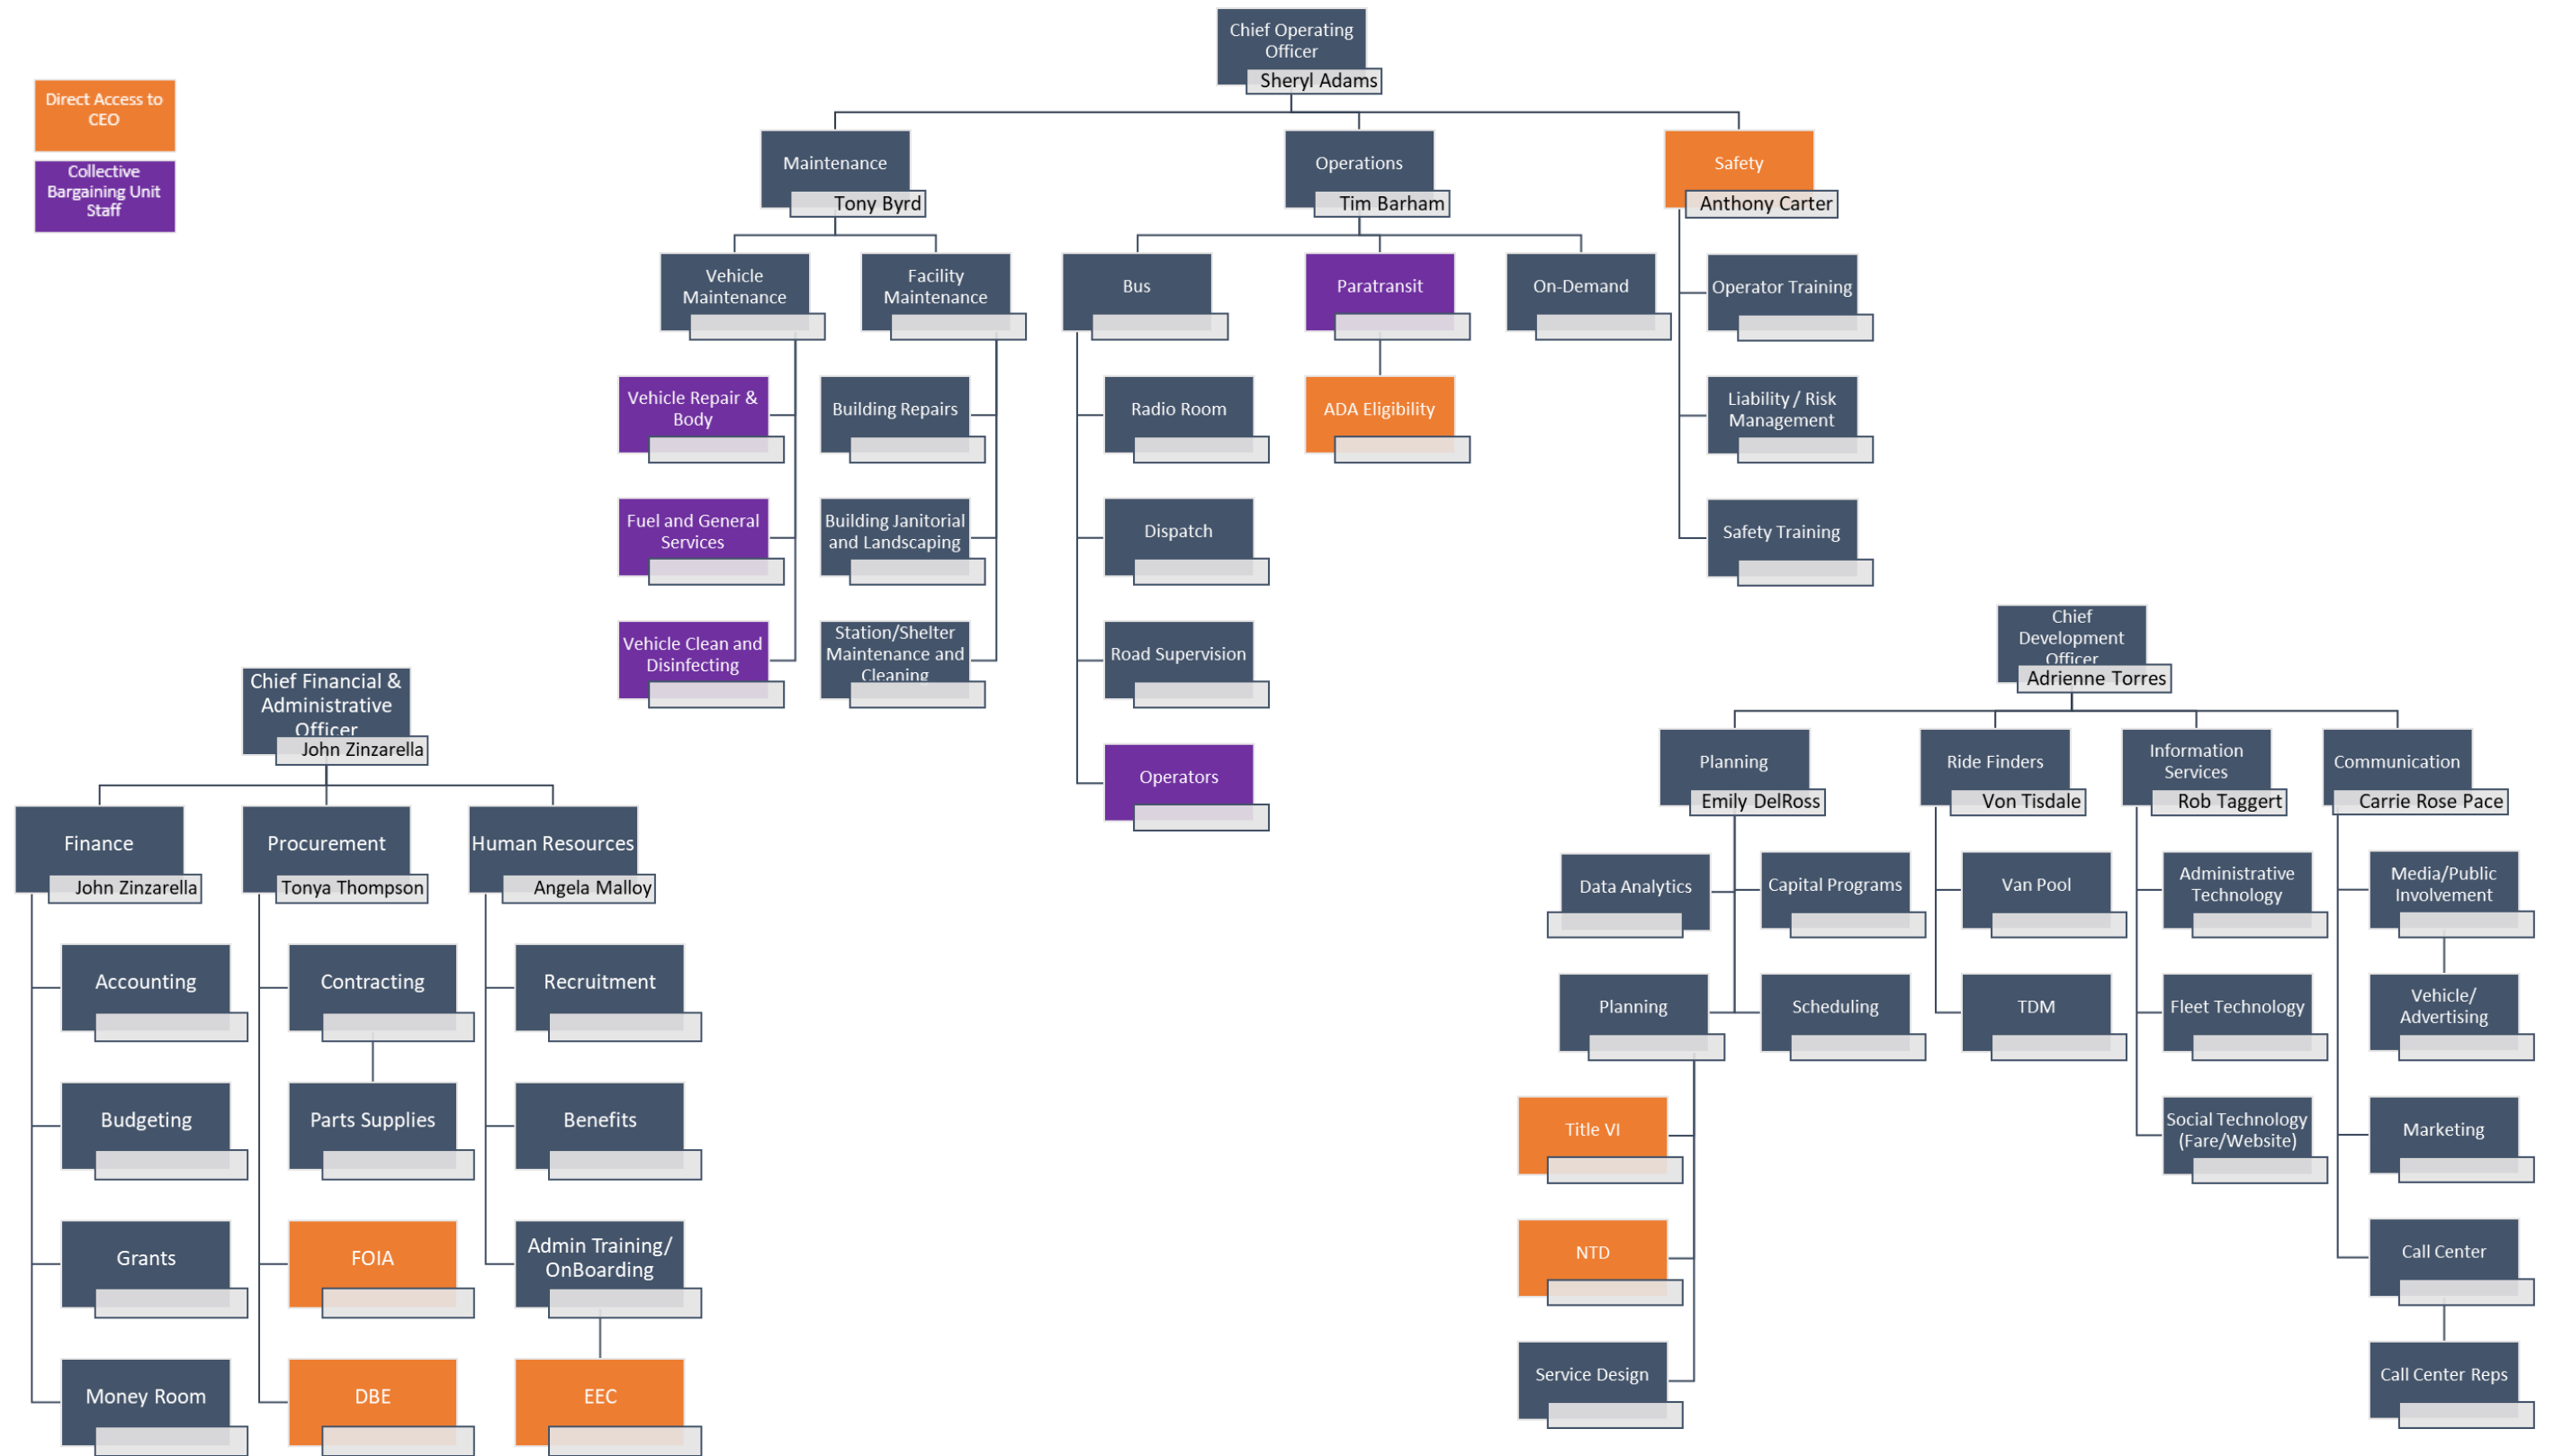 Direct Access to
CEO
Collective
Bargaining Unit
Staff
Chief Operating
Officer
Sheryl Adams
Maintenance
Tony Byrd
Operations
Tim Barham
Safety
Anthony Carter
Vehicle
Maintenance
Facility
Maintenance
Bus
Paratransit
On-Demand
Operator Training
Vehicle Repair &
Body
Building Repairs
Radio Room
ADA Eligibility
Liability / Risk
Management
Fuel and General
Services
Building Janitorial
and Landscaping
Dispatch
Safety Training
Vehicle Clean and
Disinfecting
Station/Shelter
Maintenance and
Cleaning
Road Supervision
Operators
Chief Financial &
Administrative
Officer
John Zinzarella
Finance
John Zinzarella
Procurement
Tonya Thompson
Human Resources
Angela Malloy
Accounting
Contracting
Recruitment
Budgeting
Parts Supplies
Benefits
Grants
FOIA
Admin Training/
OnBoarding
Money Room
DBE
EEC
Chief
Development
Officer
Adrienne Torres
Planning
Emily DelRoss
Ride Finders
Von Tisdale
Information
Services
Rob Taggert
Communication
Carrie Rose Pace
Data Analytics
Capital Programs
Van Pool
Administrative
Technology
Media/Public
Involvement
Planning
Scheduling
TDM
Fleet Technology
Vehicle/
Advertising
Title VI
Social Technology
(Fare/Website)
Marketing
NTD
Call Center
Service Design
Call Center Reps